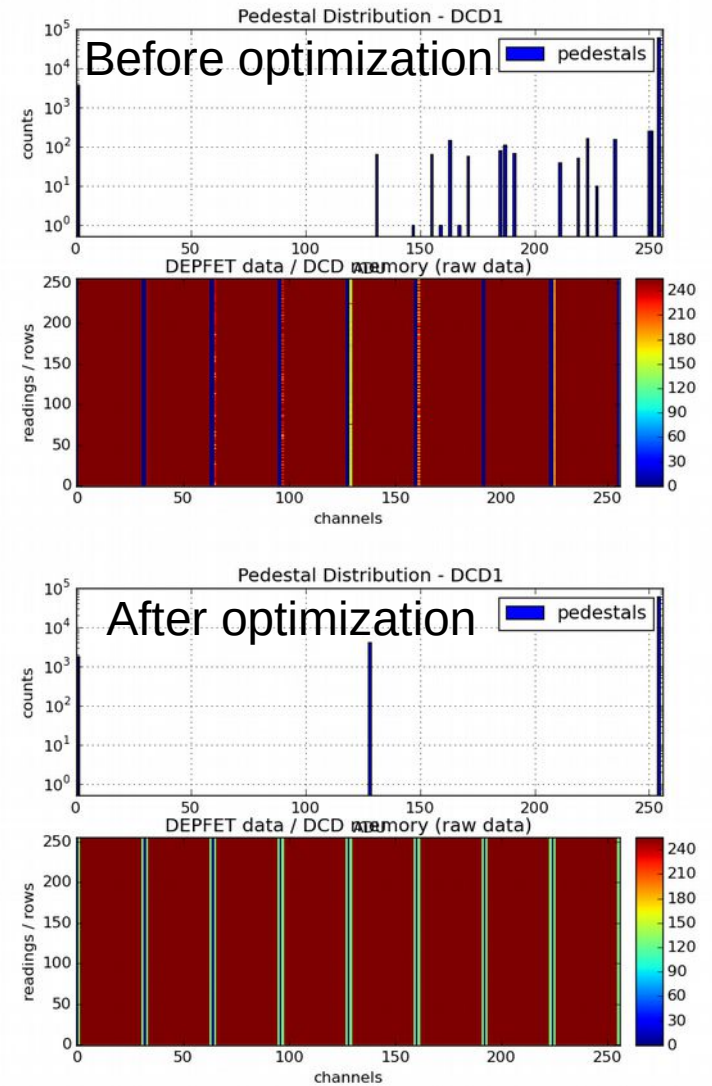 Pedestal Distribution - DCD1
Before optimization
pedestals
10^5
10^4
10^3
10^2
10^1
10^0
counts
0 50 100 150 200 250
DEPFET data / DCD memory (raw data)
250
200
150
100
50
0
readings / rows
0 50 100 150 200 250
channels
240
210
180
150
120
90
60
30
0
Pedestal Distribution - DCD1
After optimization
pedestals
10^5
10^4
10^3
10^2
10^1
10^0
counts
0 50 100 150 200 250
DEPFET data / DCD memory (raw data)
250
200
150
100
50
0
readings / rows
0 50 100 150 200 250
channels
240
210
180
150
120
90
60
30
0